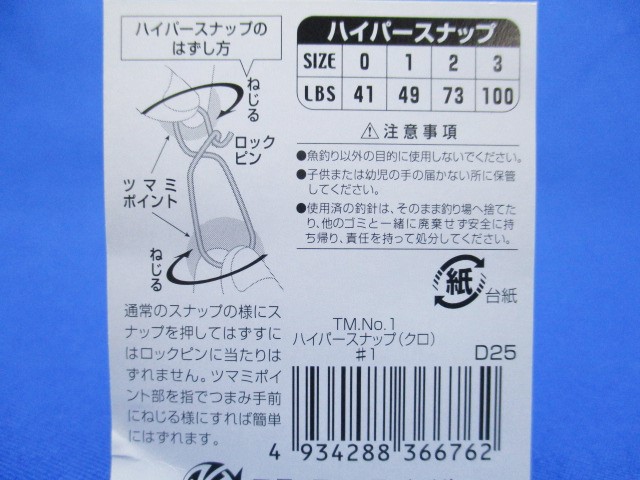 ハイパースナップの
はずし方
ねじる
ロック
ピン
ツマミ
ポイント
ねじる
通常のスナップの様にス
ナップを押してはずすに
はロックピンに当たりは
ずれません。ツマミポイ
ント部を指でつまみ手前
にねじる様にすれば簡単
にはずれます。
ハイパースナップ
SIZE 0 1 2 3
LBS 41 49 73 100
⚠注意事項
●魚釣り以外の目的に使用しないでください。
●子供または幼児の手の届かない所に保管
してください。
●使用済の釣針は、そのまま釣り場へ捨てた
り、他のゴミと一緒に廃棄せず安全に持
ち帰り、責任を持って処分してください。
紙
台紙
TM.No.1
ハイパースナップ(クロ)
#1 D25
4 934288 366762